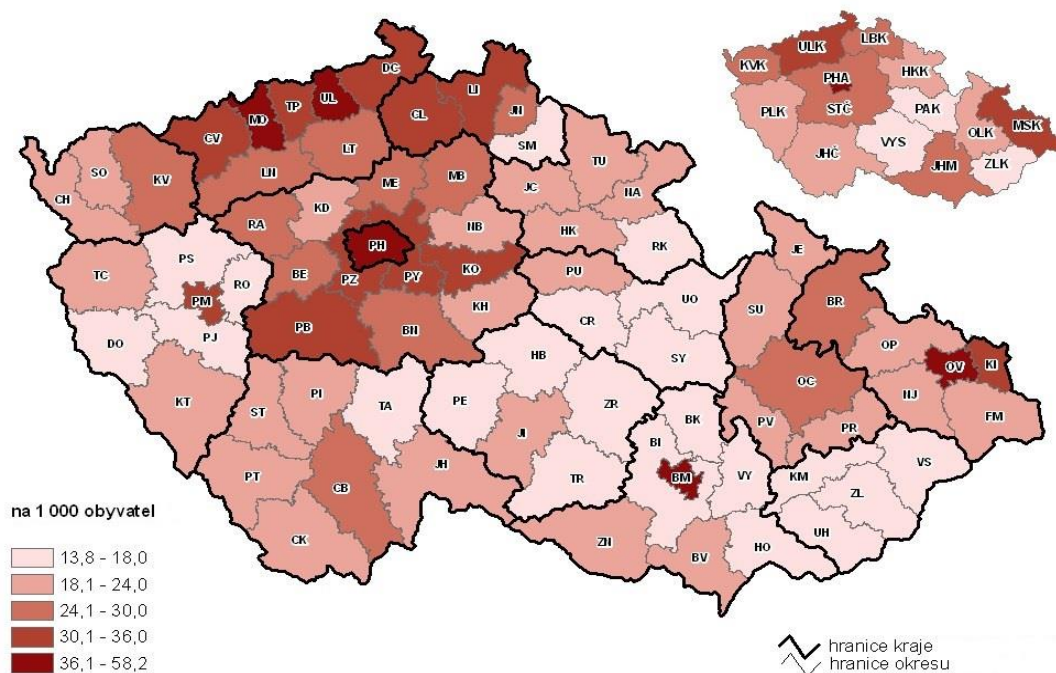 DC
UL
LI
TP
MO
CL
JN
CV
LT
SM
SO
KV
LN
ME
MB
TU
CH
KD
JC
NA
RA
NB
HK
RK
PH
TC
PS
BE
PZ
PY
KO
PU
JE
PM
RO
UO
BR
DO
PJ
PB
BN
KH
CR
SU
SY
OP
HB
OV
KI
KT
ST
PI
TA
PE
ZR
OC
NJ
FM
JI
BK
PV
PR
PT
CB
JH
BI
VS
TR
BM
VY
KM
ZL
CK
ZN
BV
HO
UH
ULK
LBK
KVK
HKK
PHA
PLK
STČ
PAK
MSK
VYS
OLK
JHČ
JHM
ZLK
na 1 000 obyvatel
13,8 - 18,0
18,1 - 24,0
24,1 - 30,0
30,1 - 36,0
36,1 - 58,2
hranice kraje
hranice okresu